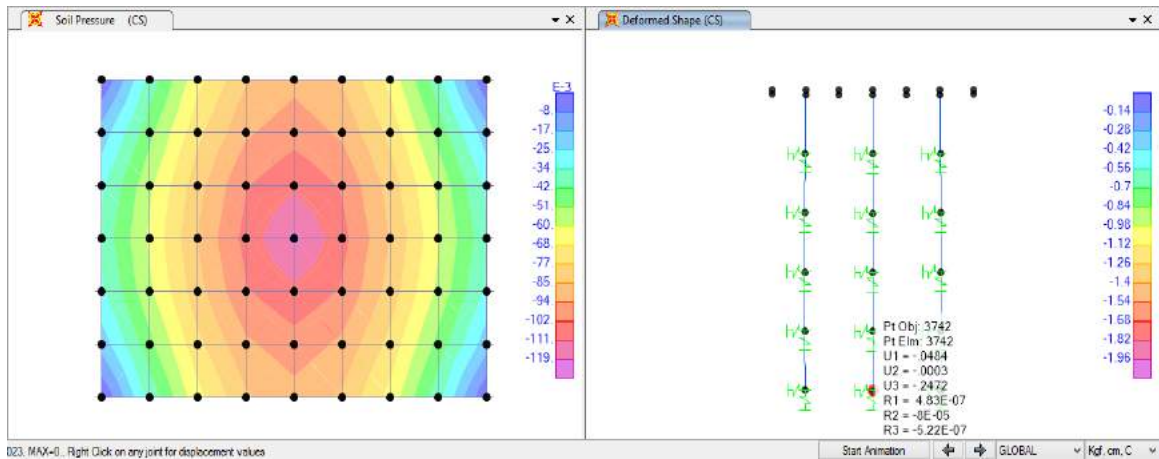 Soil Pressure (CS)
Deformed Shape (CS)
E-3
-8.
-17.
-25.
-34.
-42.
-51.
-60.
-68.
-77.
-85.
-94.
-102.
-111.
-119.
-0.14
-0.28
-0.42
-0.56
-0.7
-0.84
-0.98
-1.12
-1.26
-1.4
-1.54
-1.68
-1.82
-1.96
Pt Obj: 3742
Pt Elm: 3742
U1 = -.0484
U2 = -.0003
U3 = -.2472
R1 = 4.83E-07
R2 = -8E-05
R3 = -5.22E-07
023, MAX=0., Right Click on any joint for displacement values
Start Animation
GLOBAL
Kgf, cm, C